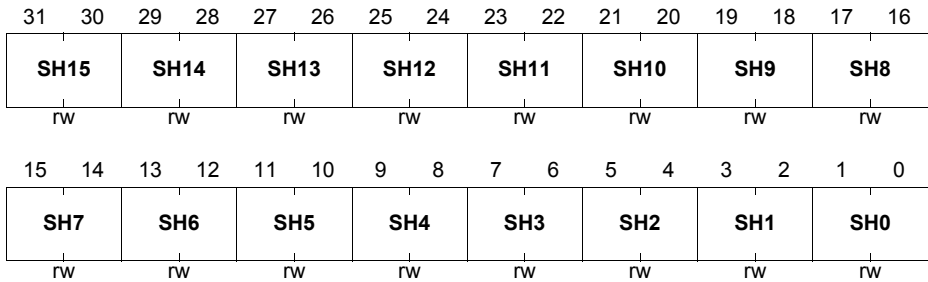 31 30 29 28 27 26 25 24 23 22 21 20 19 18 17 16
SH15 SH14 SH13 SH12 SH11 SH10 SH9 SH8
rw rw rw rw rw rw rw rw
15 14 13 12 11 10 9 8 7 6 5 4 3 2 1 0
SH7 SH6 SH5 SH4 SH3 SH2 SH1 SH0
rw rw rw rw rw rw rw rw